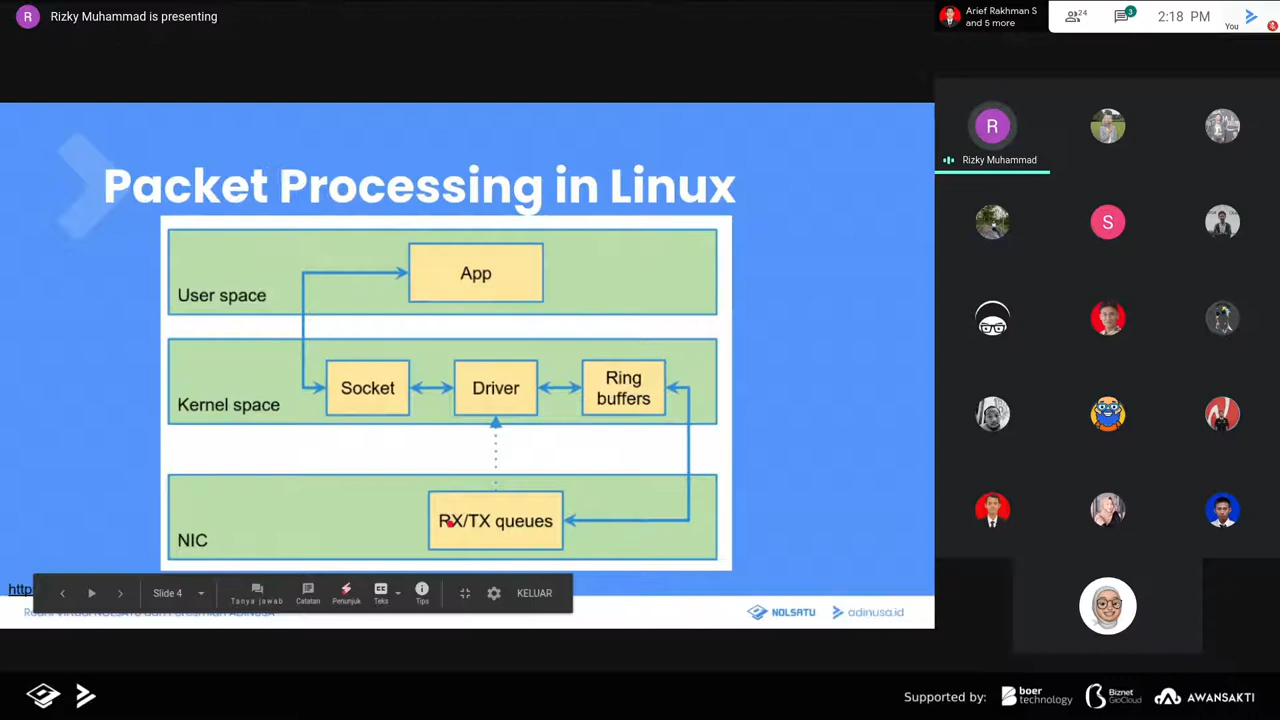 R
Rizky Muhammad is presenting
Arief Rakhman S
and 5 more
24
3
2:18 PM
You
Packet Processing in Linux
App
User space
Socket
Driver
Ring
buffers
Kernel space
RX/TX queues
NIC
R
Rizky Muhammad
S
http
Slide 4
Tanya jawab
Catatan
Penunjuk
Teks
Tips
KELUAR
CC
NOLSATU
adinusa.id
Supported by:
boer
technology
Biznet
GioCloud
AWANSAKTI